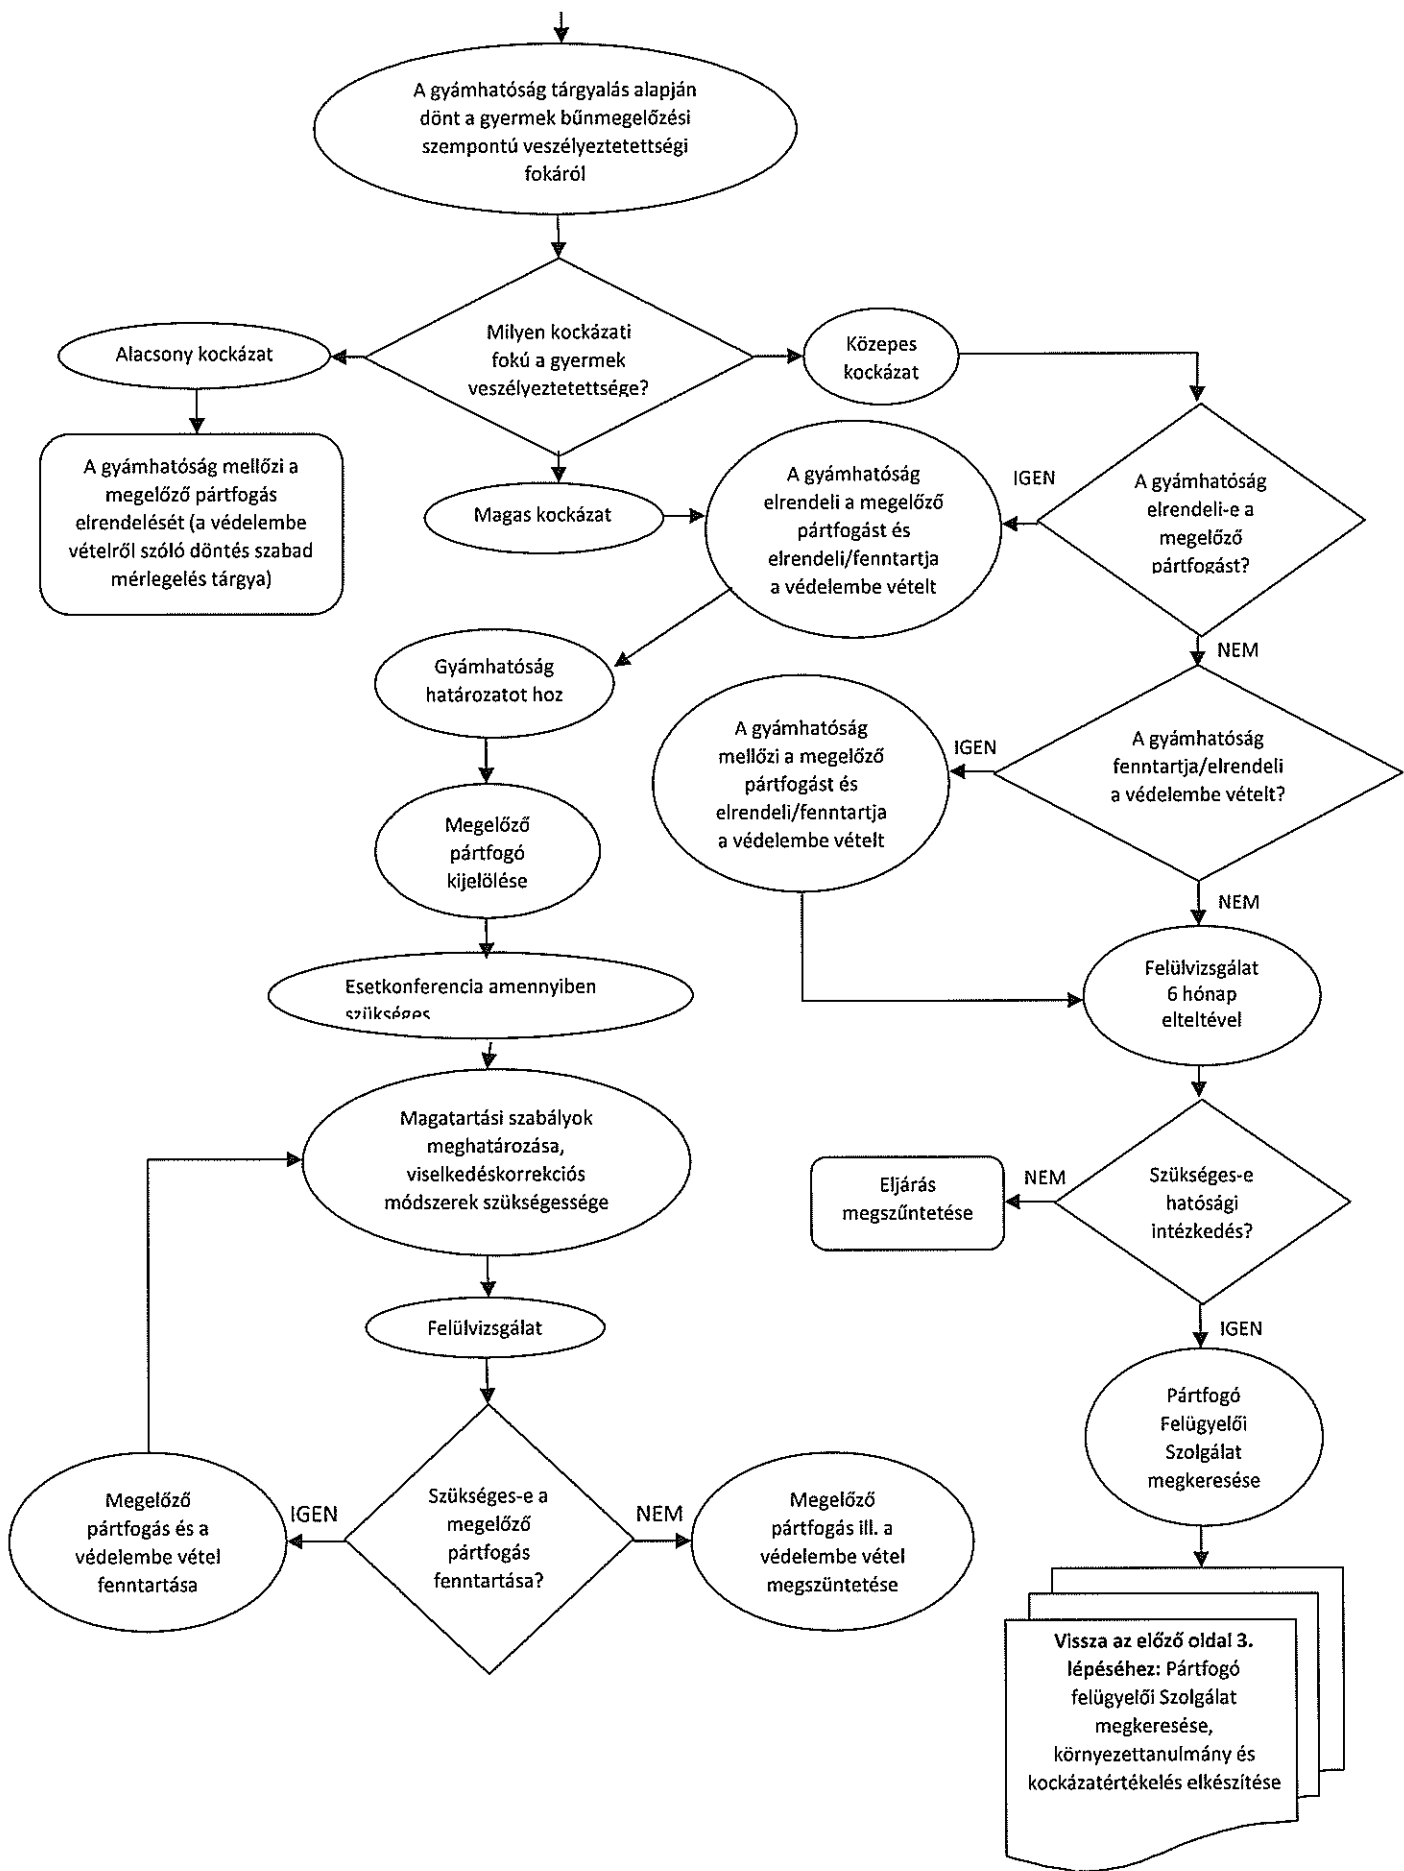 A gyámhatóság tárgyalás alapján
dönt a gyermek bűnmegelőzési
szempontú veszélyeztetettségi
fokáról
Milyen kockázati
fokú a gyermek
veszélyeztetettsége?
Alacsony kockázat
Közepes
kockázat
A gyámhatóság mellőzi a
megelőző pártfogás
elrendelését (a védelembe
vételről szóló döntés szabad
mérlegelés tárgya)
Magas kockázat
A gyámhatóság
elrendeli a megelőző
pártfogást és
elrendeli/fenntartja
a védelembe vételt
IGEN
A gyámhatóság
elrendeli-e a
megelőző
pártfogást?
NEM
Gyámhatóság
határozatot hoz
A gyámhatóság
mellőzi a megelőző
pártfogást és
elrendeli/fenntartja
a védelembe vételt
IGEN
A gyámhatóság
fenntartja/elrendeli
a védelembe vételt?
NEM
Megelőző
pártfogó
kijelölése
Esetkonferencia amennyiben
szükséges
Felülvizsgálat
6 hónap
elteltével
Magatartási szabályok
meghatározása,
viselkedéskorrekciós
módszerek szükségessége
Eljárás
megszűntetése
NEM
Szükséges-e
hatósági
intézkedés?
IGEN
Felülvizsgálat
Pártfogó
Felügyelői
Szolgálat
megkeresése
Megelőző
pártfogás és a
védelembe vétel
fenntartása
IGEN
Szükséges-e a
megelőző
pártfogás
fenntartása?
NEM
Megelőző
pártfogás ill. a
védelembe vétel
megszüntetése
Vissza az előző oldal 3.
lépéséhez: Pártfogó
felügyelői Szolgálat
megkeresése,
környezettanulmány és
kockázatértékelés elkészítése